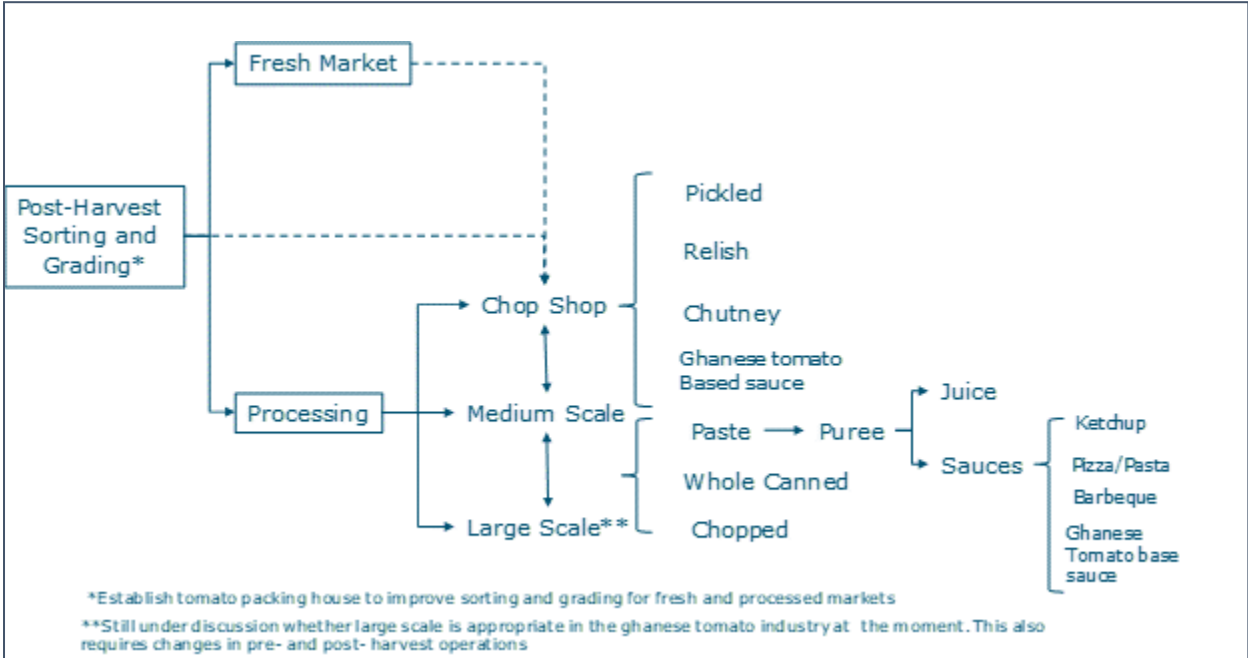 Fresh Market
Post-Harvest
Sorting and
Grading*
Pickled
Relish
Chop Shop
Chutney
Ghanese tomato
Based sauce
Processing
Medium Scale
Large Scale**
Paste
Puree
Whole Canned
Chopped
Juice
Sauces
Ketchup
Pizza/Pasta
Barbeque
Ghanese
Tomato base
sauce
*Establish tomato packing house to improve sorting and grading for fresh and processed markets
**Still under discussion whether large scale is appropriate in the ghanese tomato industry at the moment. This also
requires changes in pre- and post- harvest operations